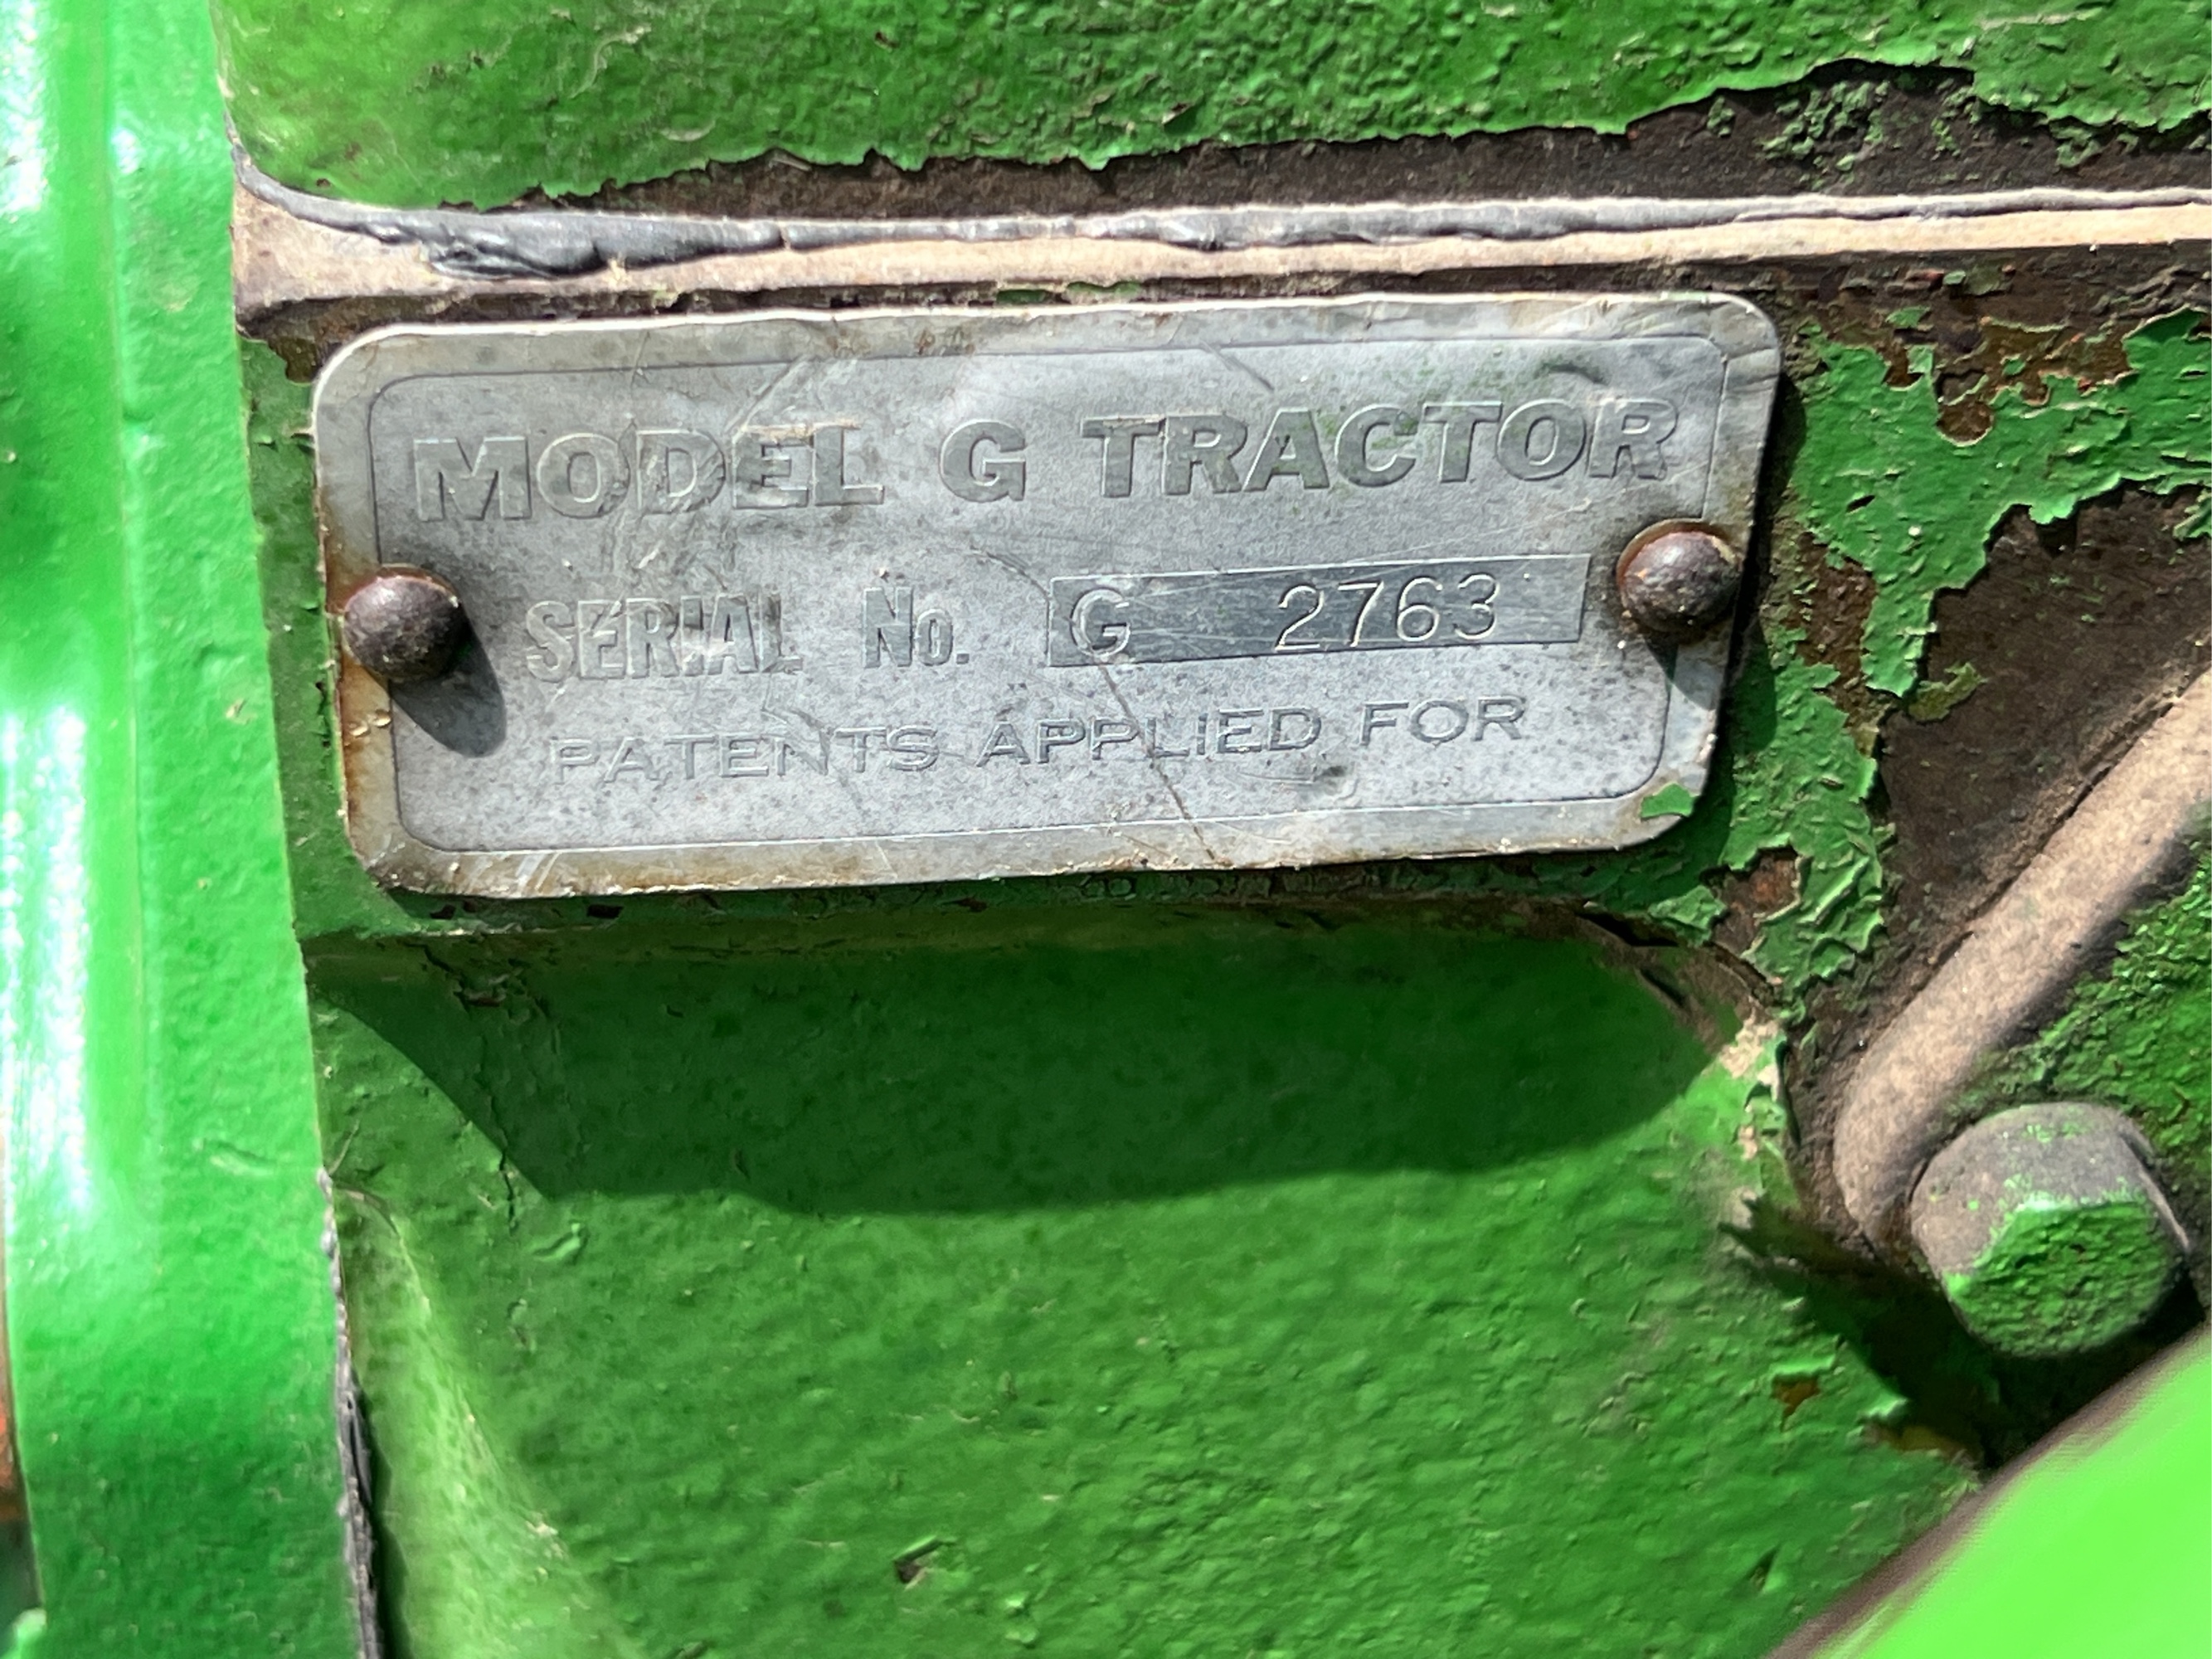 MODEL G TRACTOR
SERIAL No. G 2763
PATENTS APPLIED FOR